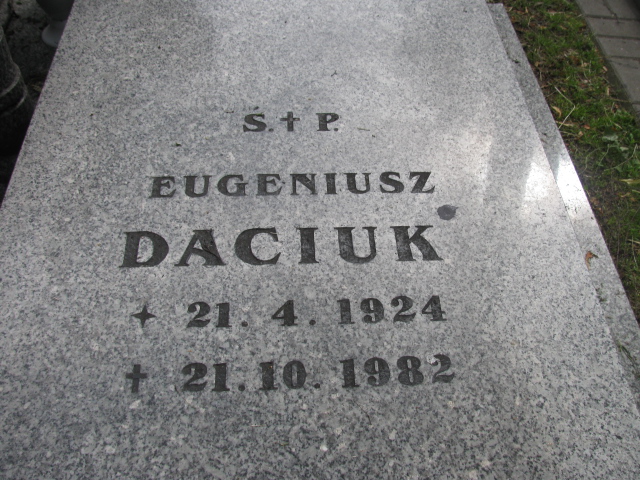 Ś.✝P.
EUGENIUSZ
DACIUK
✦ 21. 4. 1924
✝ 21. 10. 1982